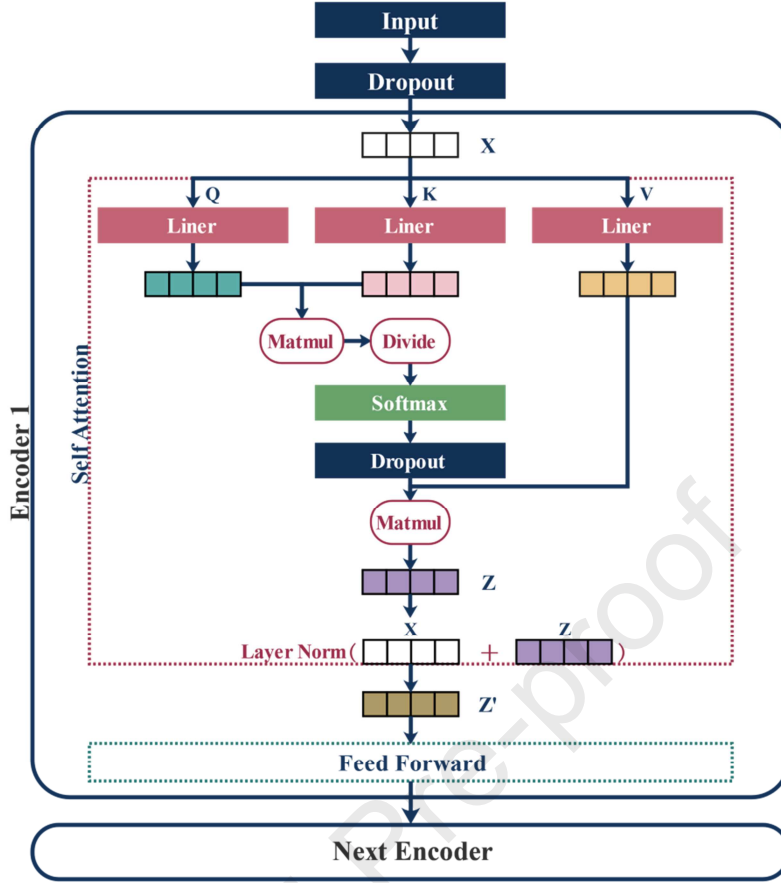 Input
Dropout
X
Q K V
Liner Liner Liner
Matmul Divide
Softmax
Dropout
Matmul
Z
X Z
Layer Norm( + )
Z'
Feed Forward
Next Encoder
Self Attention
Encoder 1
Pre-proof